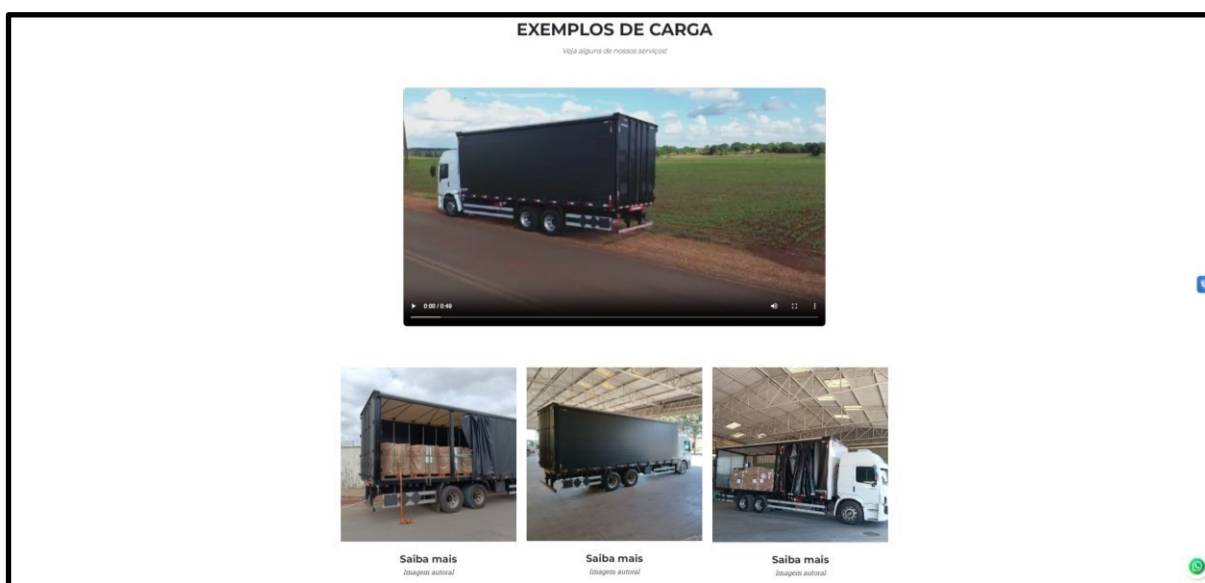 EXEMPLOS DE CARGA
Veja alguns de nossos serviços!
0:00 / 0:49
Saiba mais
Imagem autoral
Saiba mais
Imagem autoral
Saiba mais
Imagem autoral